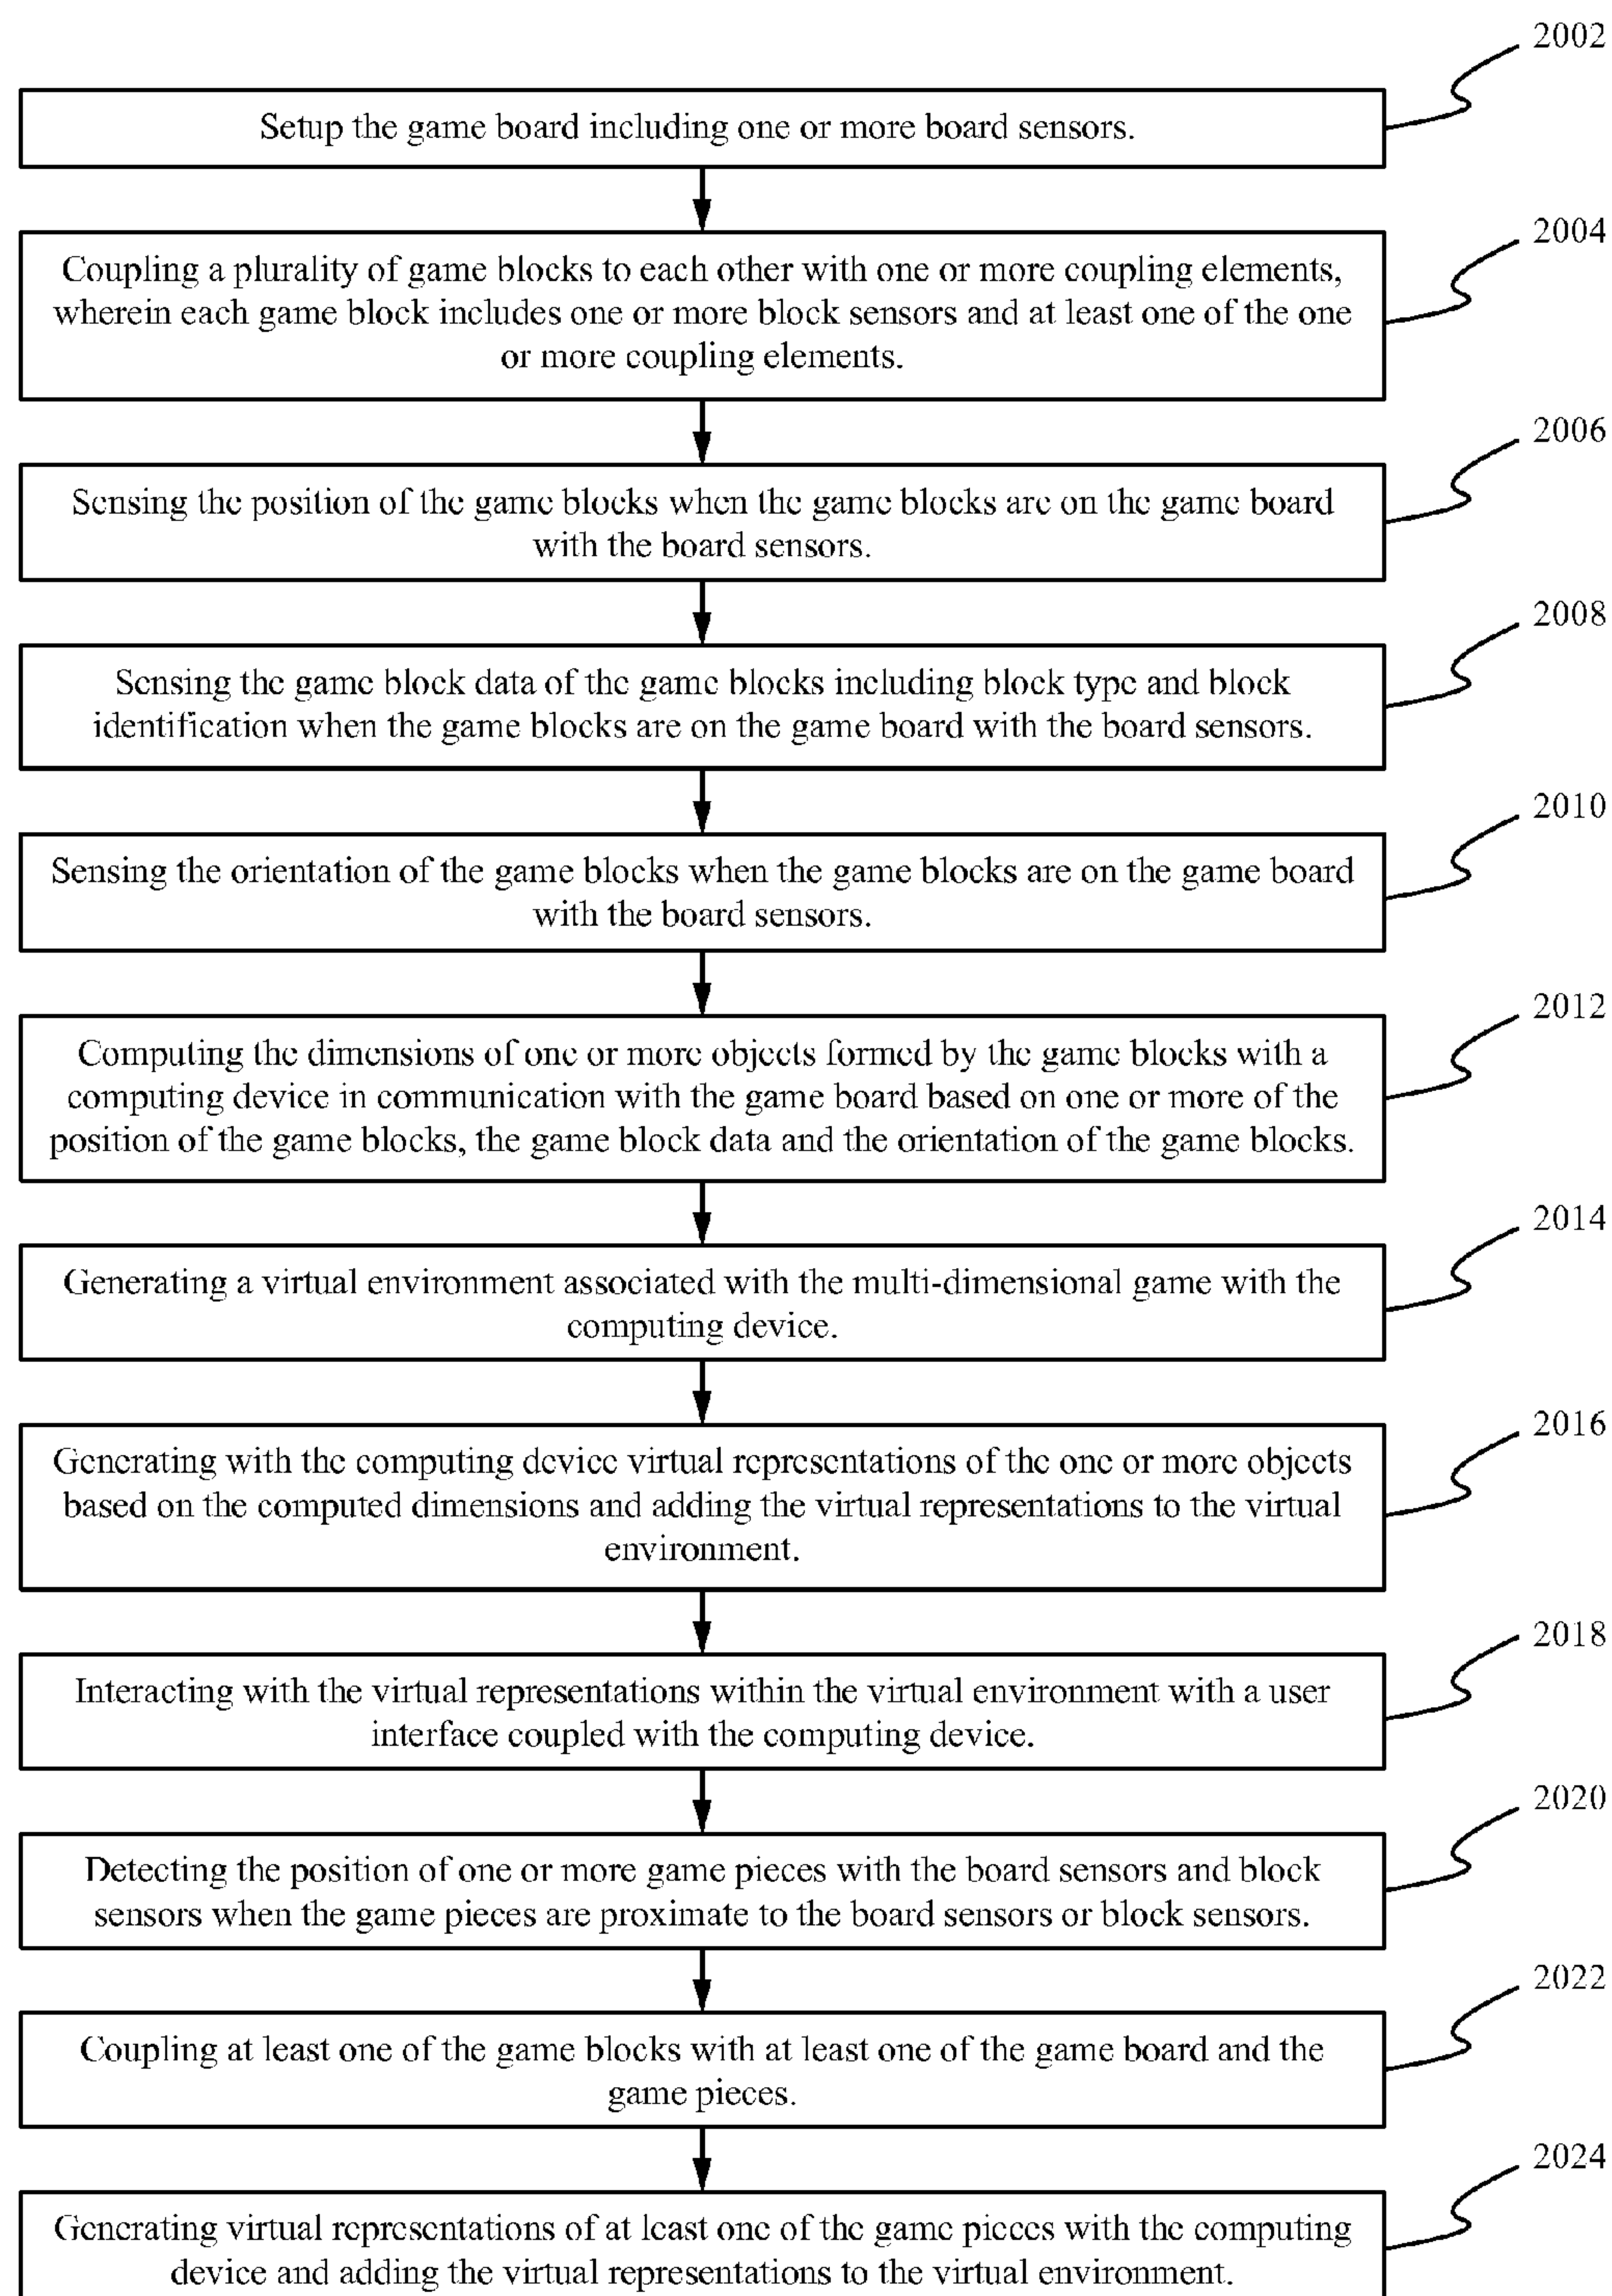 2002
Setup the game board including one or more board sensors.
2004
Coupling a plurality of game blocks to each other with one or more coupling elements,
wherein each game block includes one or more block sensors and at least one of the one
or more coupling elements.
2006
Sensing the position of the game blocks when the game blocks are on the game board
with the board sensors.
2008
Sensing the game block data of the game blocks including block type and block
identification when the game blocks are on the game board with the board sensors.
2010
Sensing the orientation of the game blocks when the game blocks are on the game board
with the board sensors.
2012
Computing the dimensions of one or more objects formed by the game blocks with a
computing device in communication with the game board based on one or more of the
position of the game blocks, the game block data and the orientation of the game blocks.
2014
Generating a virtual environment associated with the multi-dimensional game with the
computing device.
2016
Generating with the computing device virtual representations of the one or more objects
based on the computed dimensions and adding the virtual representations to the virtual
environment.
2018
Interacting with the virtual representations within the virtual environment with a user
interface coupled with the computing device.
2020
Detecting the position of one or more game pieces with the board sensors and block
sensors when the game pieces are proximate to the board sensors or block sensors.
2022
Coupling at least one of the game blocks with at least one of the game board and the
game pieces.
2024
Generating virtual representations of at least one of the game pieces with the computing
device and adding the virtual representations to the virtual environment.